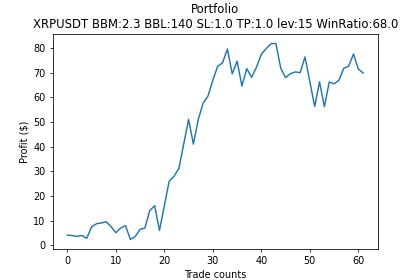 Portfolio
XRPUSDT BBM:2.3 BBL:140 SL:1.0 TP:1.0 lev:15 WinRatio:68.0
80
70
60
50
40
30
20
10
0
Profit ($)
0 10 20 30 40 50 60
Trade counts